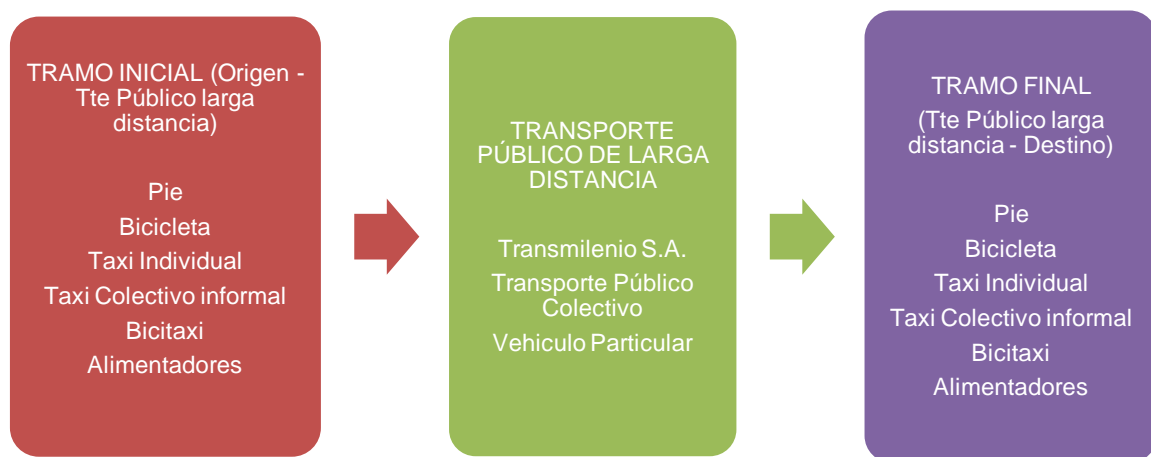 TRAMO INICIAL (Origen -
Tte Público larga
distancia)
Pie
Bicicleta
Taxi Individual
Taxi Colectivo informal
Bicitaxi
Alimentadores
TRANSPORTE
PÚBLICO DE LARGA
DISTANCIA
Transmilenio S.A.
Transporte Público
Colectivo
Vehiculo Particular
TRAMO FINAL
(Tte Público larga
distancia - Destino)
Pie
Bicicleta
Taxi Individual
Taxi Colectivo informal
Bicitaxi
Alimentadores